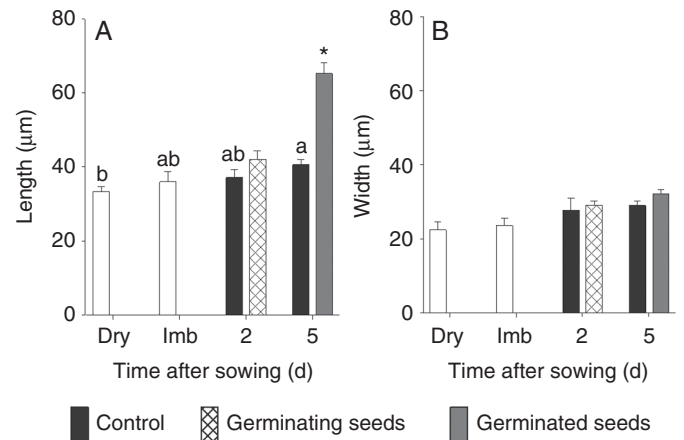 A
B
80
60
40
20
0
Length (μm)
b
ab
ab
a
*
Dry Imb 2 5
Time after sowing (d)
80
60
40
20
0
Width (μm)
Dry Imb 2 5
Time after sowing (d)
Control Germinating seeds Germinated seeds